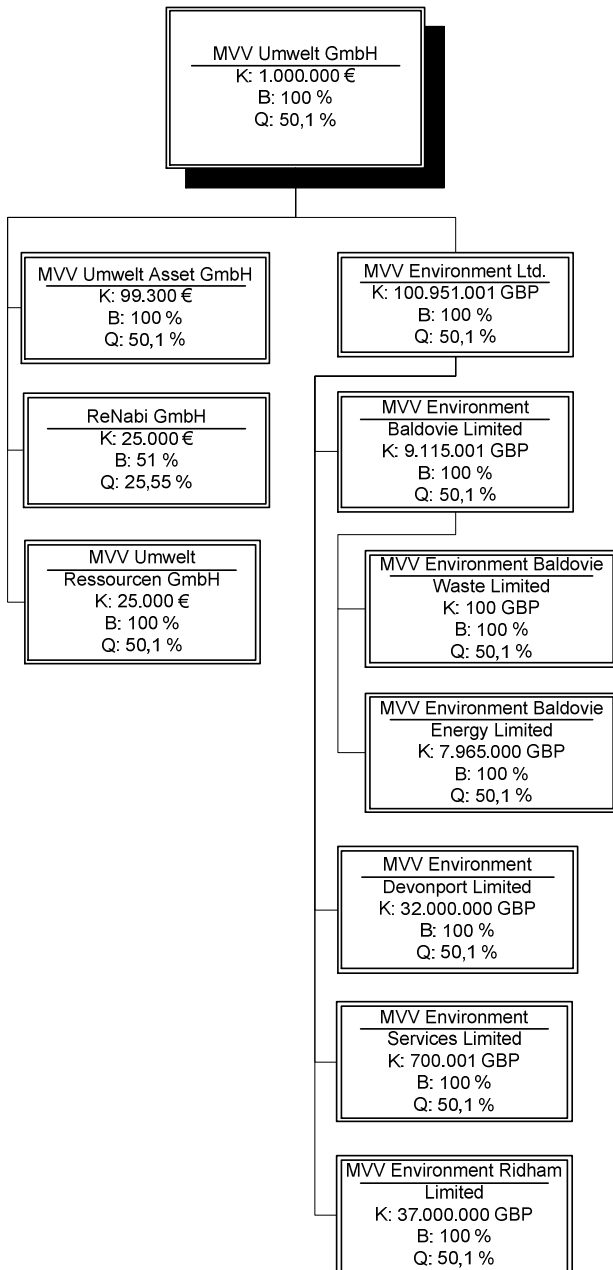 MVV Umwelt GmbH
K: 1.000.000 €
B: 100 %
Q: 50,1 %
MVV Umwelt Asset GmbH
K: 99.300 €
B: 100 %
Q: 50,1 %
ReNabi GmbH
K: 25.000 €
B: 51 %
Q: 25,55 %
MVV Umwelt
Ressourcen GmbH
K: 25.000 €
B: 100 %
Q: 50,1 %
MVV Environment Ltd.
K: 100.951.001 GBP
B: 100 %
Q: 50,1 %
MVV Environment
Baldovie Limited
K: 9.115.001 GBP
B: 100 %
Q: 50,1 %
MVV Environment Baldovie
Waste Limited
K: 100 GBP
B: 100 %
Q: 50,1 %
MVV Environment Baldovie
Energy Limited
K: 7.965.000 GBP
B: 100 %
Q: 50,1 %
MVV Environment
Devonport Limited
K: 32.000.000 GBP
B: 100 %
Q: 50,1 %
MVV Environment
Services Limited
K: 700.001 GBP
B: 100 %
Q: 50,1 %
MVV Environment Ridham
Limited
K: 37.000.000 GBP
B: 100 %
Q: 50,1 %